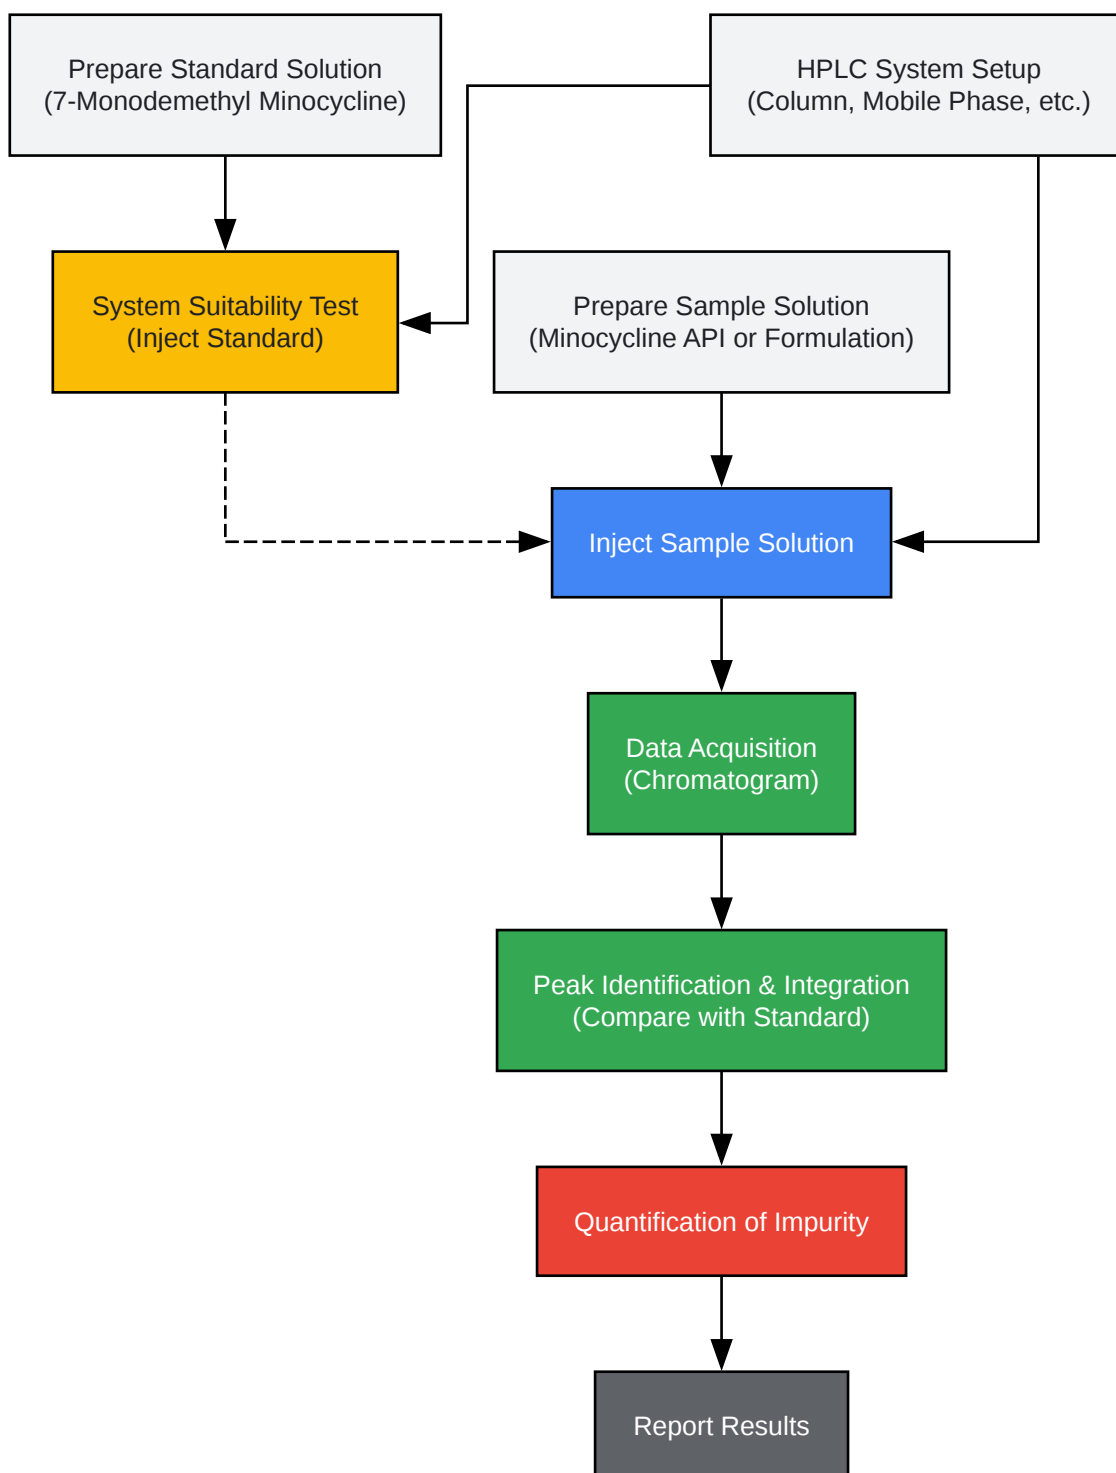 Prepare Standard Solution
(7-Monodemethyl Minocycline)
HPLC System Setup
(Column, Mobile Phase, etc.)
System Suitability Test
(Inject Standard)
Prepare Sample Solution
(Minocycline API or Formulation)
Inject Sample Solution
Data Acquisition
(Chromatogram)
Peak Identification & Integration
(Compare with Standard)
Quantification of Impurity
Report Results